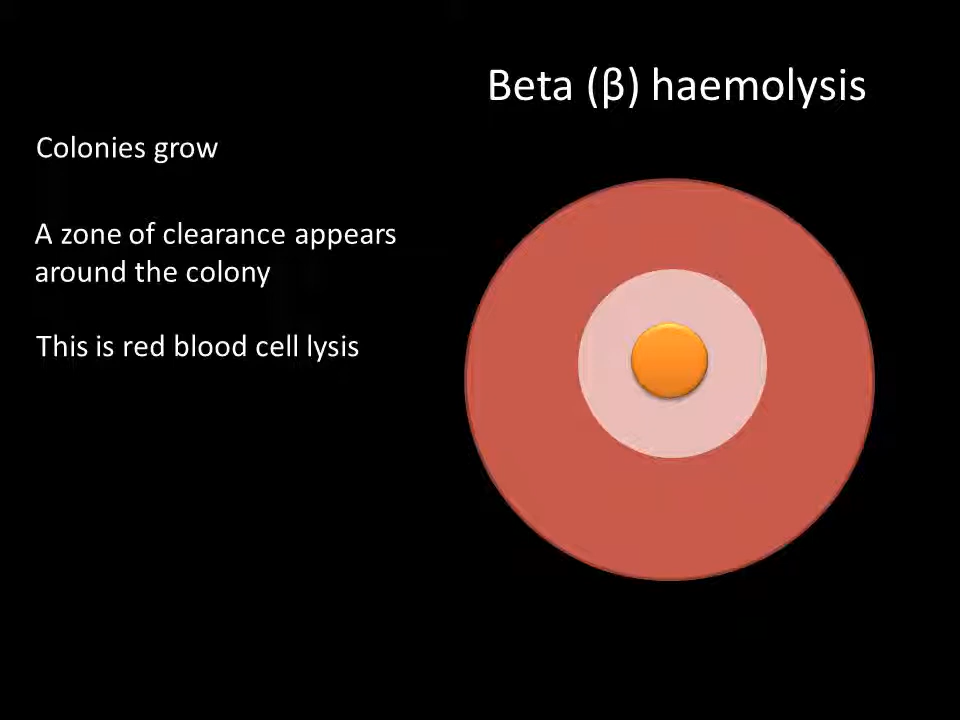 Beta (β) haemolysis
Colonies grow
A zone of clearance appears
around the colony
This is red blood cell lysis